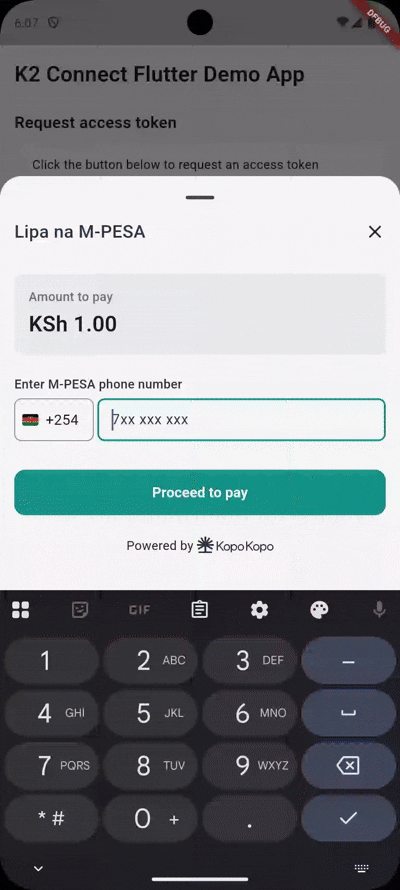 6:07
DEBUG
K2 Connect Flutter Demo App
Request access token
Click the button below to request an access token
Lipa na M-PESA
Amount to pay
KSh 1.00
Enter M-PESA phone number
+254
7xx xxx xxx
Proceed to pay
Powered by KopoKopo
GIF
1
2 ABC
3 DEF
–
4 GHI
5 JKL
6 MNO
7 PQRS
8 TUV
9 WXYZ
* #
0 +
.